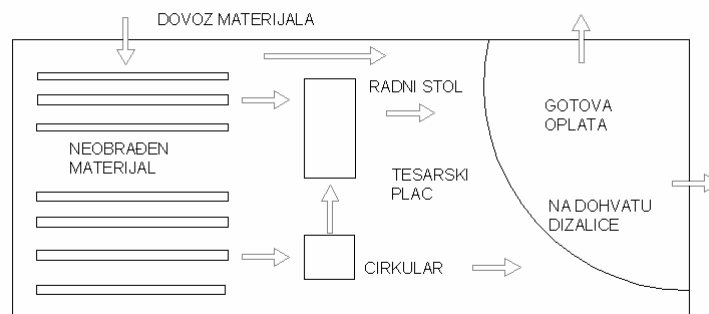 DOVOZ MATERIJALA
RADNI STOL
GOTOVA
OPLATA
NEOBRAĐEN
MATERIJAL
TESARSKI
PLAC
NA DOHVATU
DIZALICE
CIRKULAR